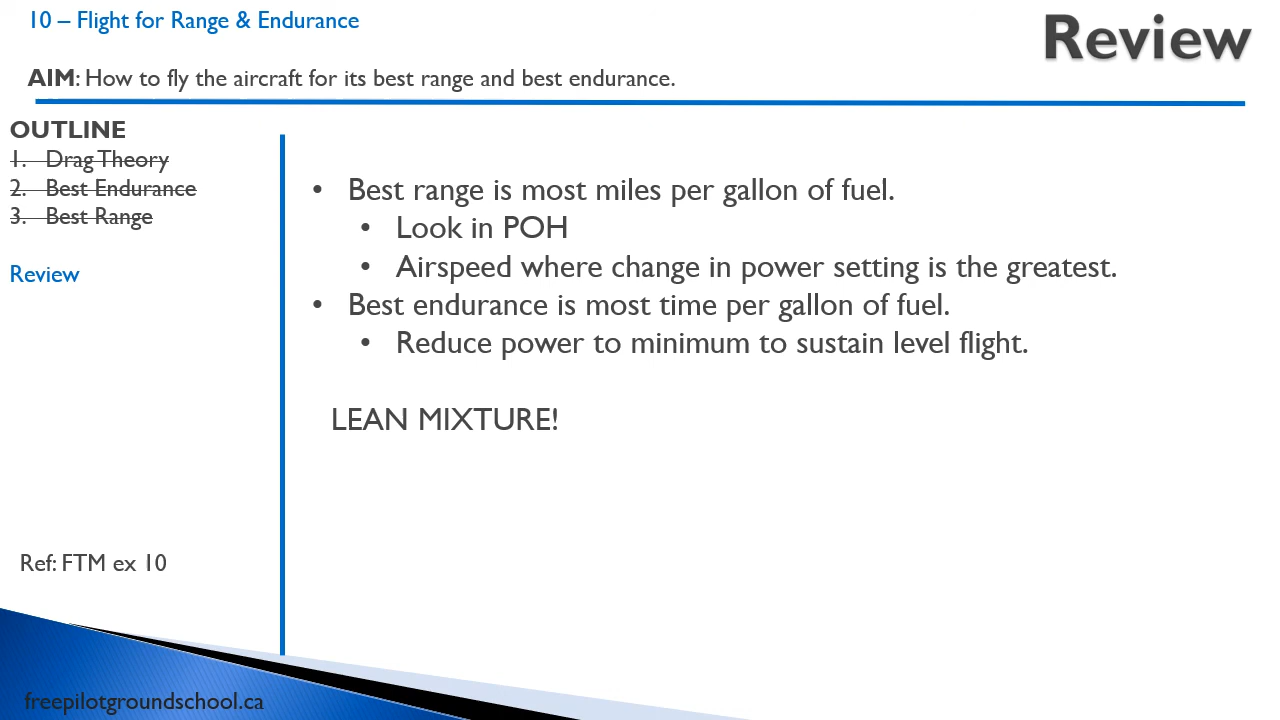 10 – Flight for Range & Endurance
Review
AIM: How to fly the aircraft for its best range and best endurance.
OUTLINE
1. Drag Theory
2. Best Endurance
3. Best Range
Review
• Best range is most miles per gallon of fuel.
• Look in POH
• Airspeed where change in power setting is the greatest.
• Best endurance is most time per gallon of fuel.
• Reduce power to minimum to sustain level flight.
LEAN MIXTURE!
Ref: FTM ex 10
freepilotgroundschool.ca